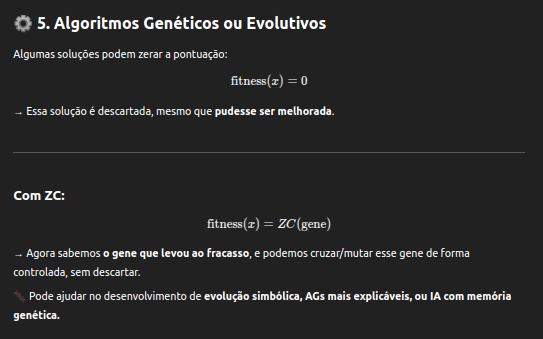 ⚙️ 5. Algoritmos Genéticos ou Evolutivos
Algumas soluções podem zerar a pontuação:
fitness(x) = 0
→ Essa solução é descartada, mesmo que pudesse ser melhorada.
Com ZC:
fitness(x) = ZC(gene)
→ Agora sabemos o gene que levou ao fracasso, e podemos cruzar/mutar esse gene de forma
controlada, sem descartar.
🧬 Pode ajudar no desenvolvimento de evolução simbólica, AGs mais explicáveis, ou IA com memória
genética.